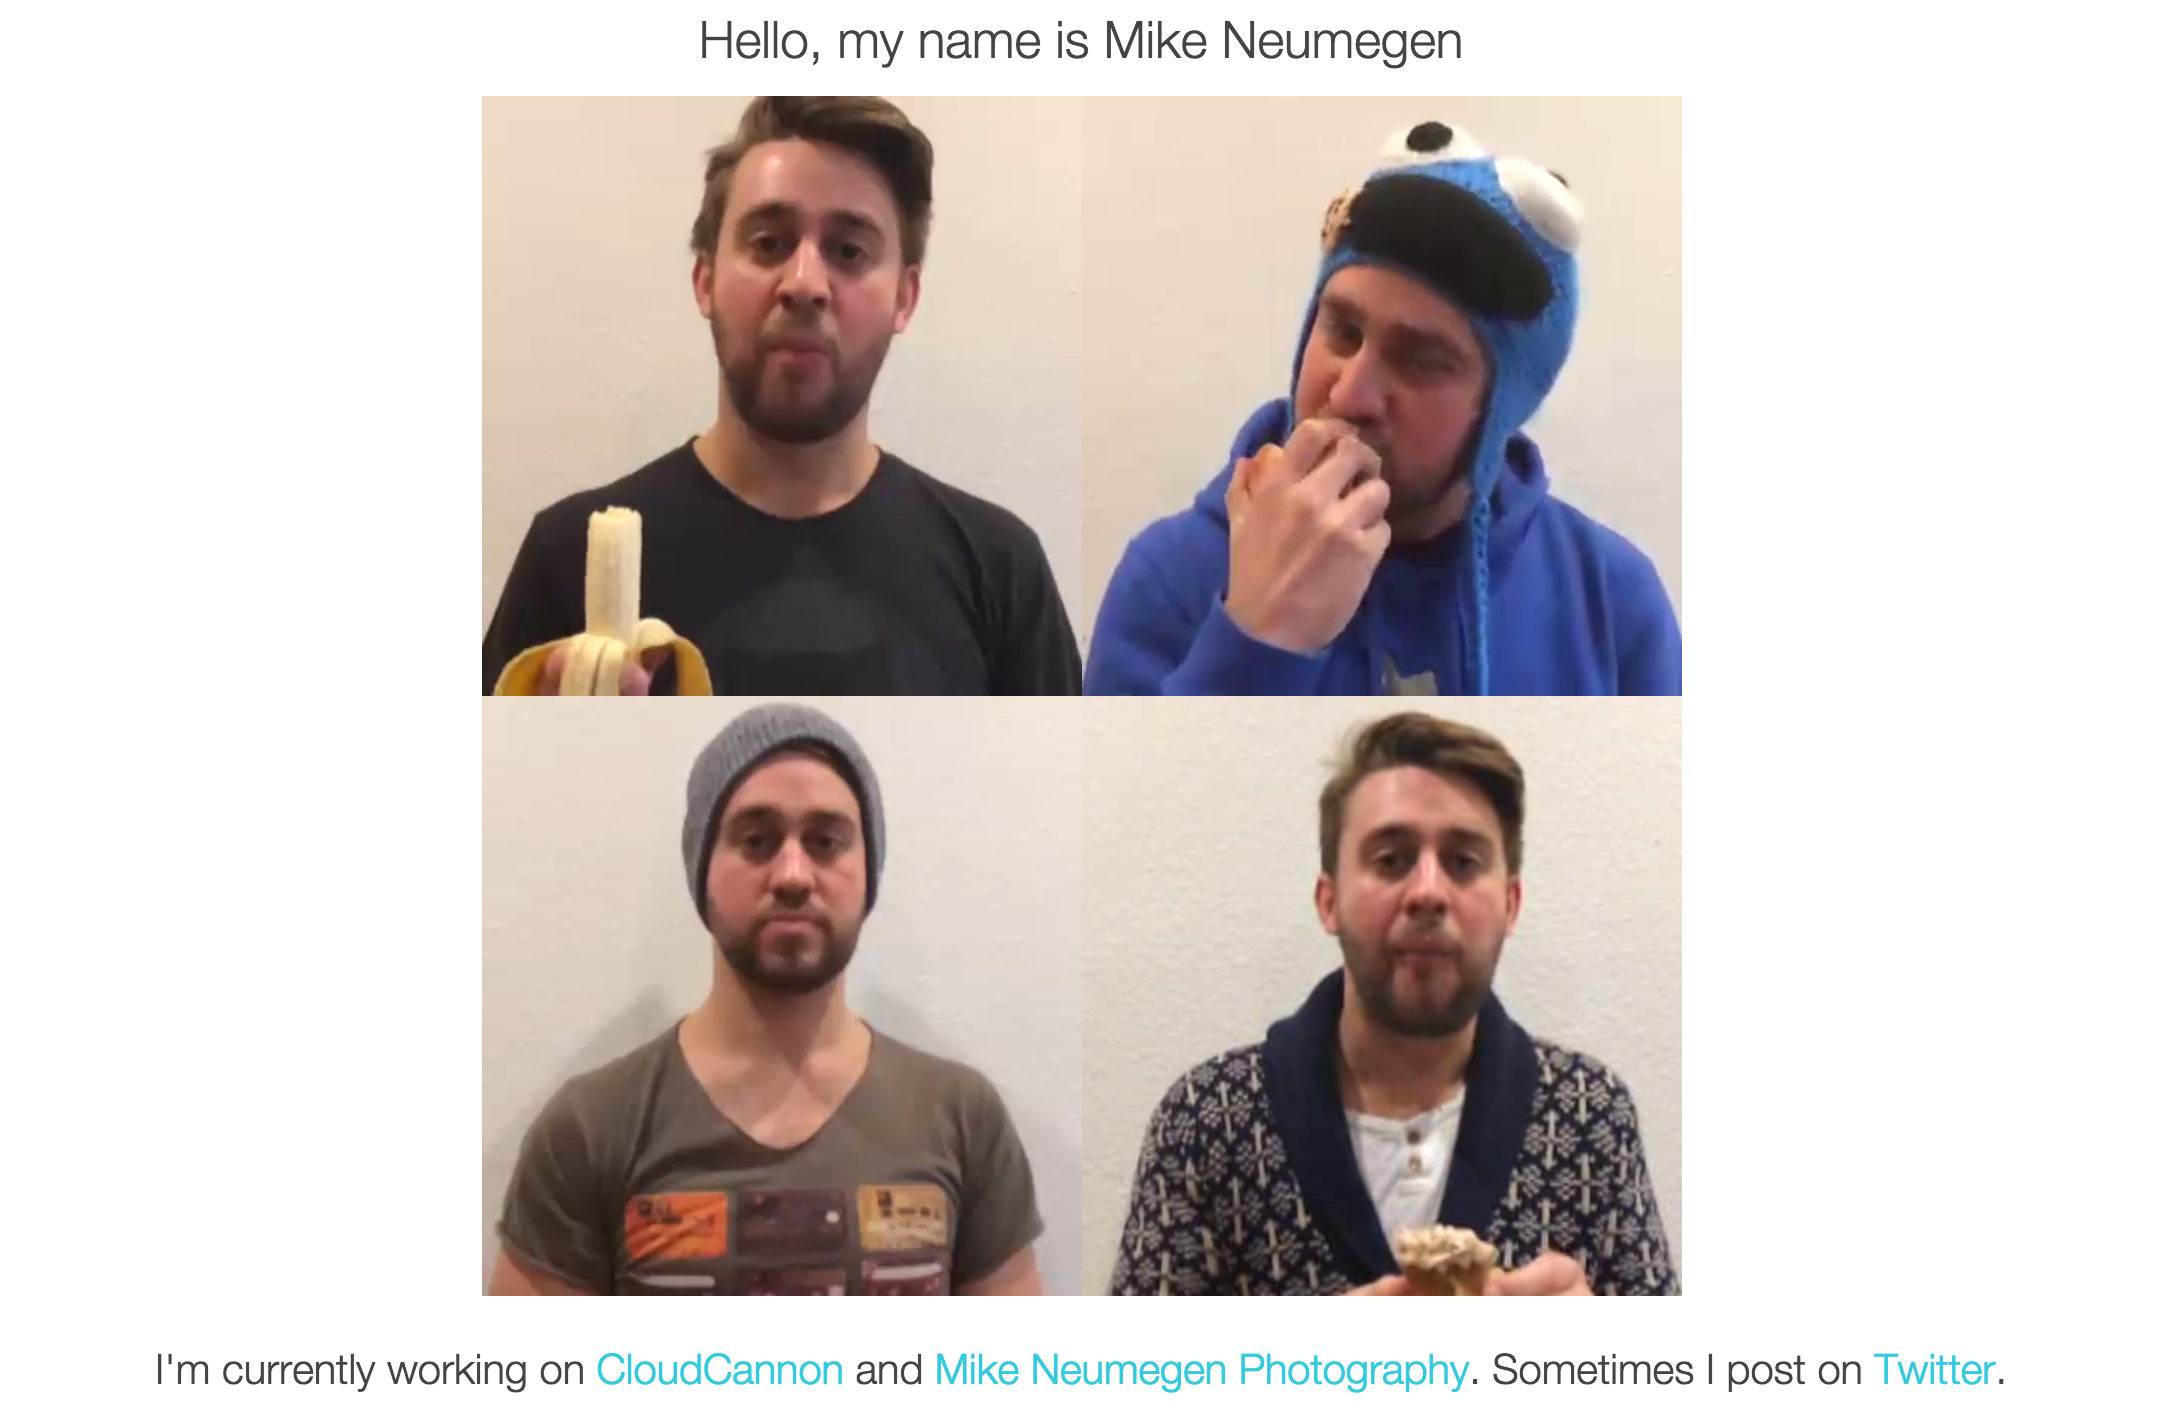 Hello, my name is Mike Neumegen
I'm currently working on CloudCannon and Mike Neumegen Photography. Sometimes I post on Twitter.